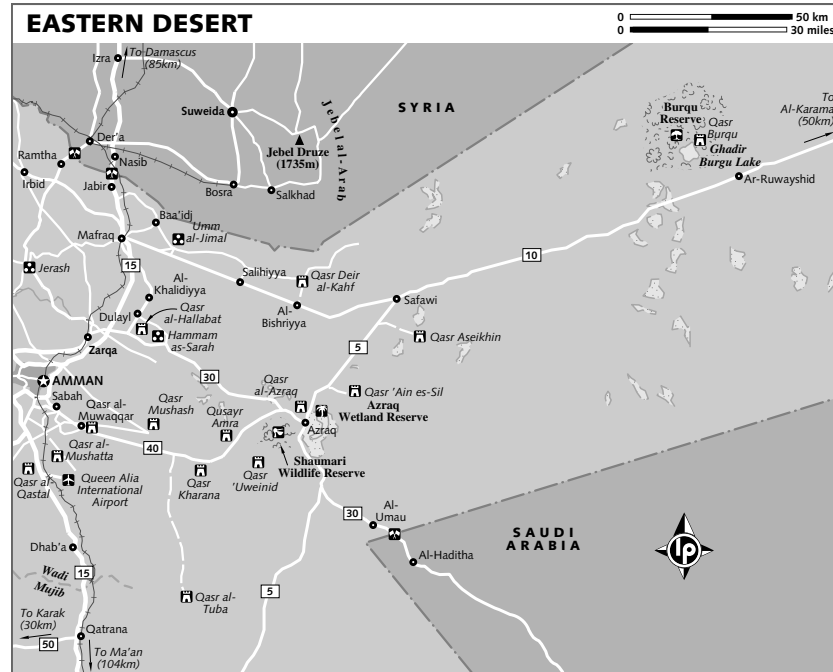 EASTERN DESERT
0 50 km
0 30 miles
To Damascus
(85km)
Izra
Suweida
SYRIA
Jebel al-Arab
Jebel Druze
(1735m)
Burqu
Reserve
Qasr
Burqu
Ghadir
Burgu Lake
To
Al-Karama
(50km)
Ar-Ruwayshid
Der'a
Ramtha
Nasib
Irbid
Jabir
Bosra
Salkhad
Baa'idj
Umm
al-Jimal
Mafraq
15
10
Jerash
Salihiyya
Qasr Deir
al-Kahf
Al-
Khalidiyya
Safawi
Dulayl
Qasr
al-Hallabat
Al-
Bishriyya
Hammam
as-Sarah
Qasr Aseikhin
Zarqa
5
30
AMMAN
Sabah
Qasr al-
Muwaqqar
Qasr
Mushash
Qusayr
Amra
Qasr
al-Azraq
Qasr 'Ain es-Sil
Azraq
Wetland Reserve
Azraq
40
Qasr al-
Mushatta
Shaumari
Wildlife Reserve
Qasr al
Qastal
Queen Alia
International
Airport
Qasr
Kharana
Qasr
'Uweinid
30
Al-
Umau
SAUDI
ARABIA
lp
Al-Haditha
Dhab'a
Wadi
Mujib
15
5
Qasr al-
Tuba
To Karak
(30km)
50
Qatrana
To Ma'an
(104km)